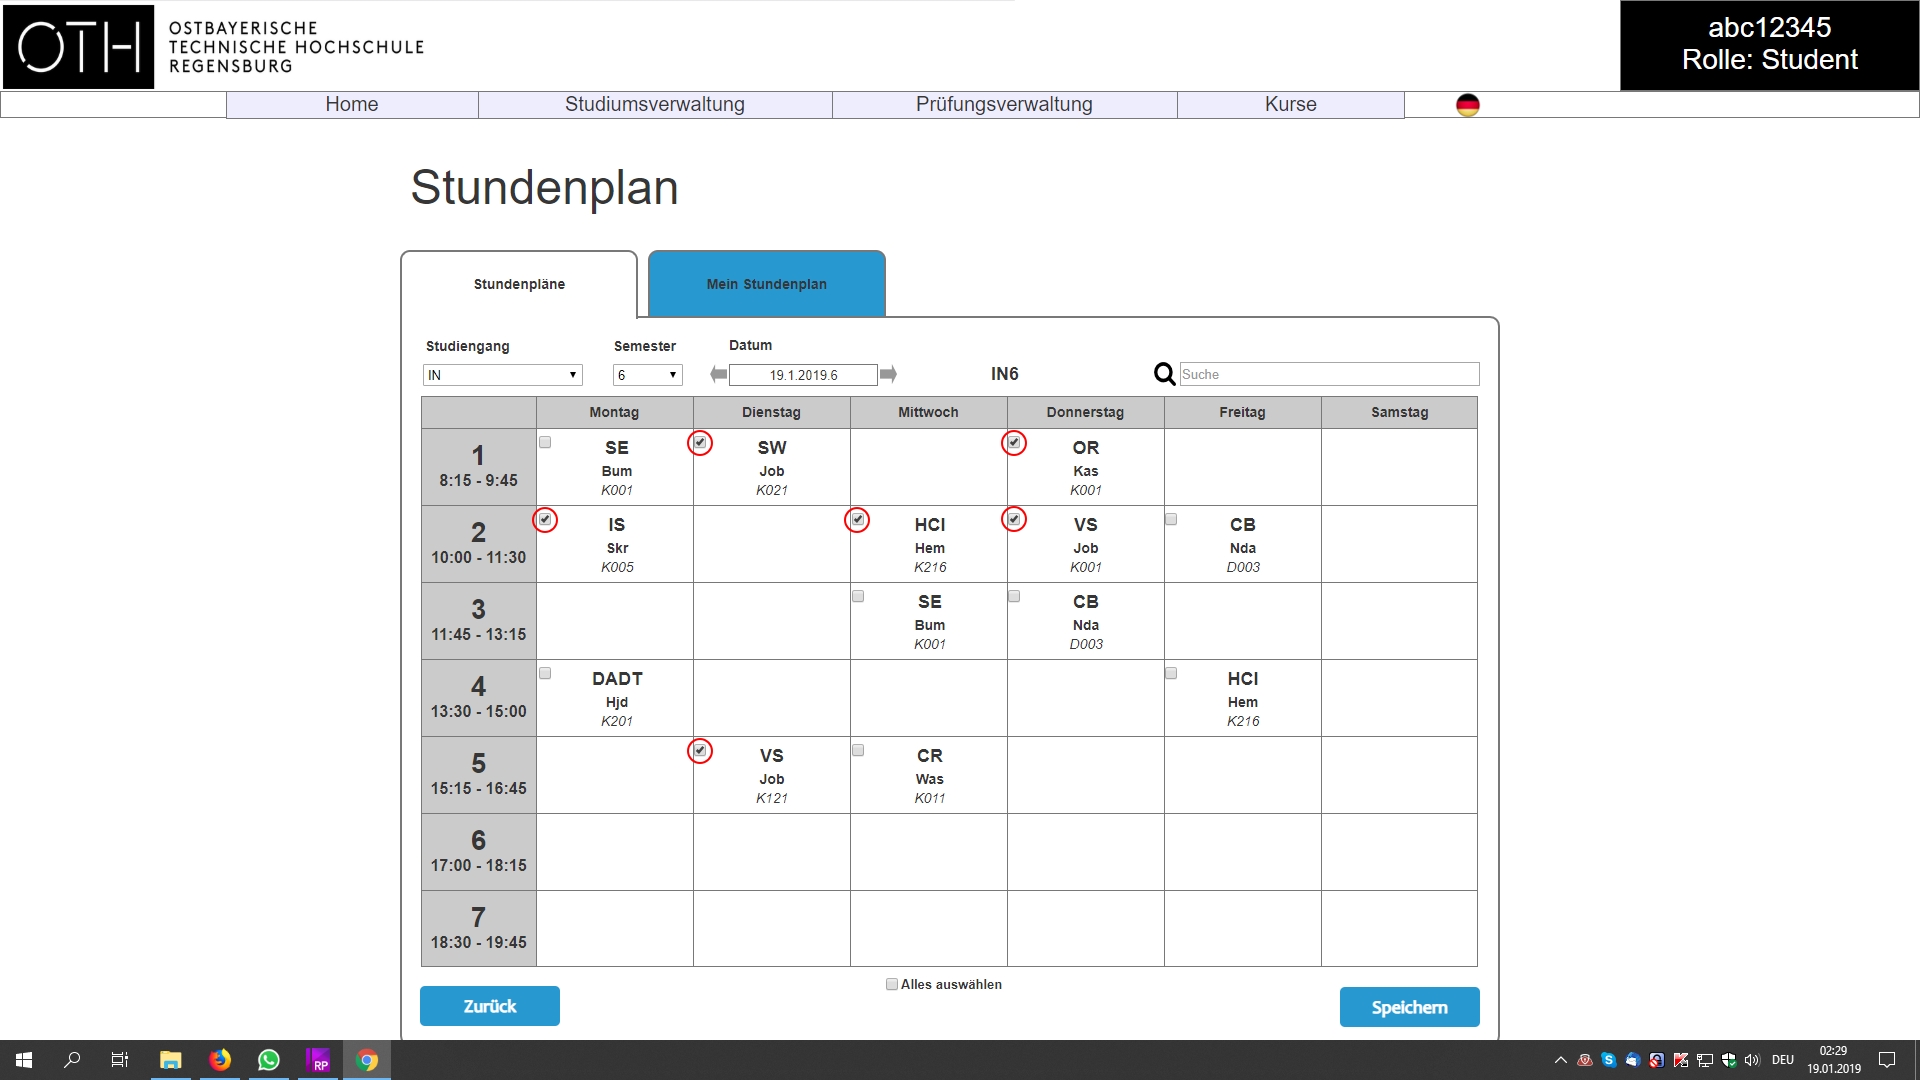 OTH
OSTBAYERISCHE
TECHNISCHE HOCHSCHULE
REGENSBURG
abc12345
Rolle: Student
Home Studiumsverwaltung Prüfungsverwaltung Kurse
Stundenplan
Stundenpläne Mein Stundenplan
Studiengang Semester Datum
IN 6 19.1.2019.6 IN6 Suche
Montag Dienstag Mittwoch Donnerstag Freitag Samstag
1
8:15 - 9:45
SE
Bum
K001
SW
Job
K021
OR
Kas
K001
2
10:00 - 11:30
IS
Skr
K005
HCI
Hem
K216
VS
Job
K001
CB
Nda
D003
3
11:45 - 13:15
SE
Bum
K001
CB
Nda
D003
4
13:30 - 15:00
DADT
Hjd
K201
HCI
Hem
K216
5
15:15 - 16:45
VS
Job
K121
CR
Was
K011
6
17:00 - 18:15
7
18:30 - 19:45
Alles auswählen
Zurück Speichern
RP
DEU
02:29
19.01.2019